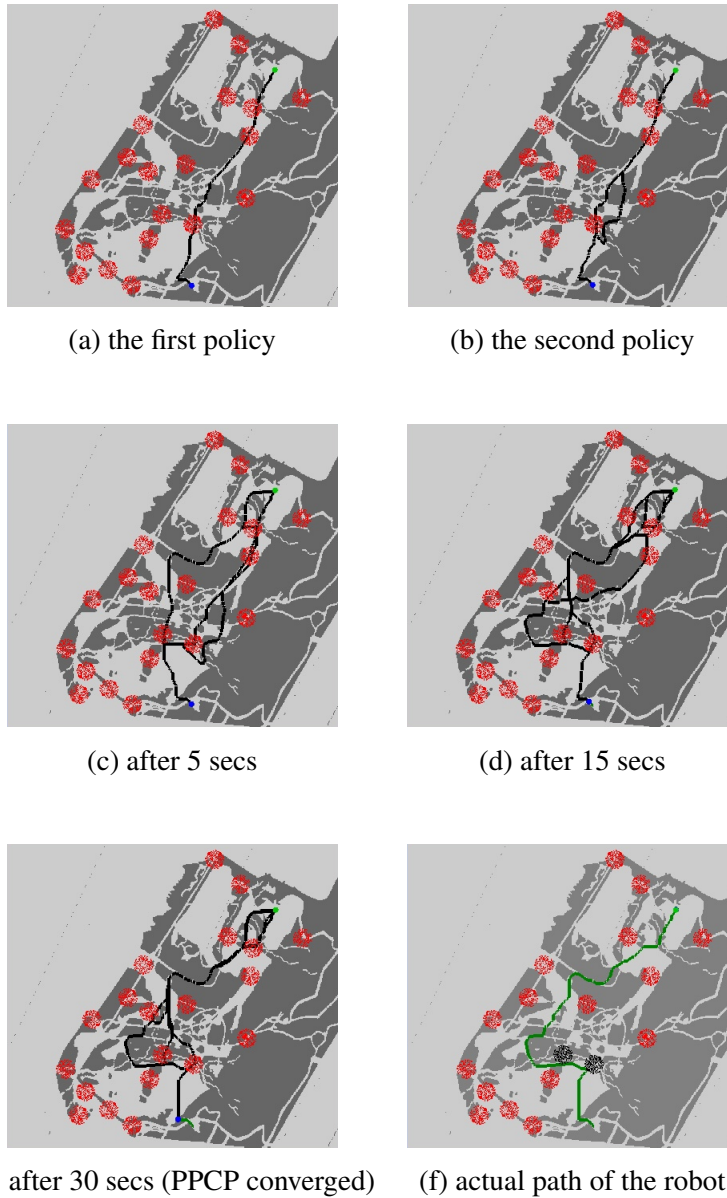 (a) the first policy
(b) the second policy
(c) after 5 secs
(d) after 15 secs
after 30 secs (PPCP converged)
(f) actual path of the robot